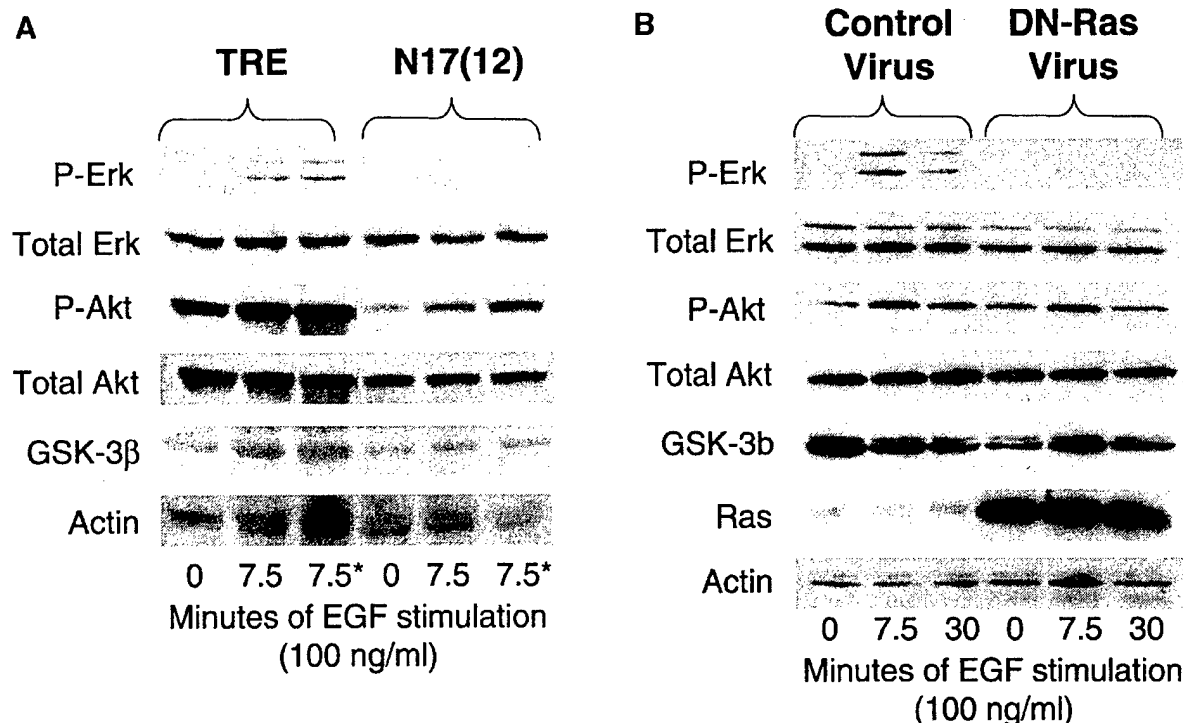 A
TRE N17(12)
P-Erk
Total Erk
P-Akt
Total Akt
GSK-3β
Actin
0 7.5 7.5* 0 7.5 7.5*
Minutes of EGF stimulation
(100 ng/ml)
B
Control Virus DN-Ras Virus
P-Erk
Total Erk
P-Akt
Total Akt
GSK-3b
Ras
Actin
0 7.5 30 0 7.5 30
Minutes of EGF stimulation
(100 ng/ml)